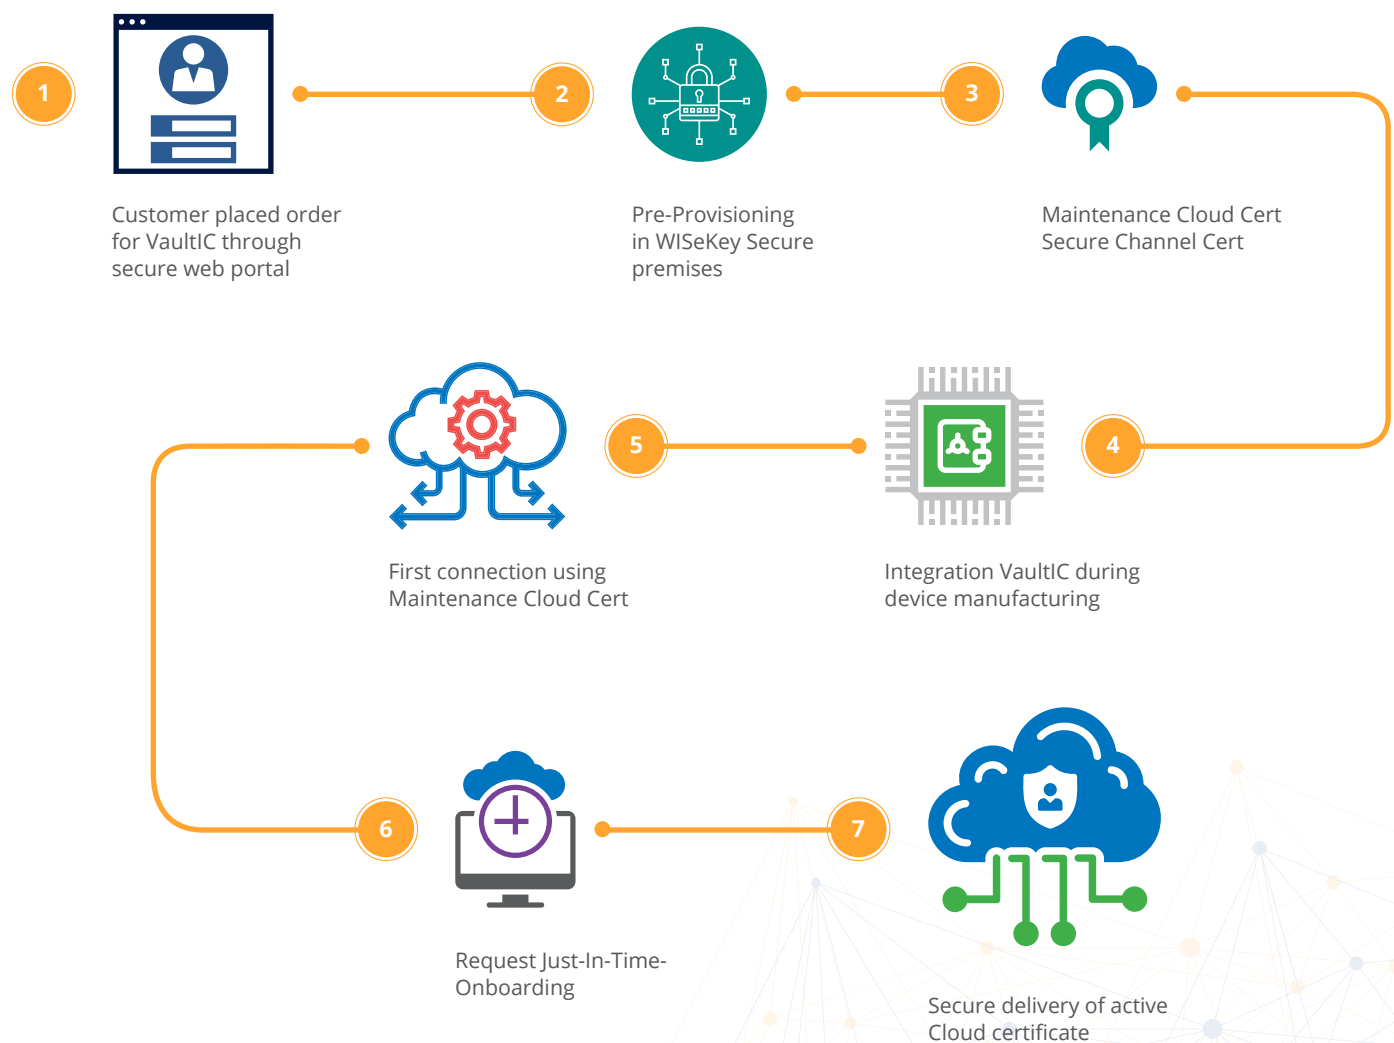 1
Customer placed order
for VaultIC through
secure web portal
2
Pre-Provisioning
in WISeKey Secure
premises
3
Maintenance Cloud Cert
Secure Channel Cert
4
Integration VaultIC during
device manufacturing
5
First connection using
Maintenance Cloud Cert
6
Request Just-In-Time-
Onboarding
7
Secure delivery of active
Cloud certificate